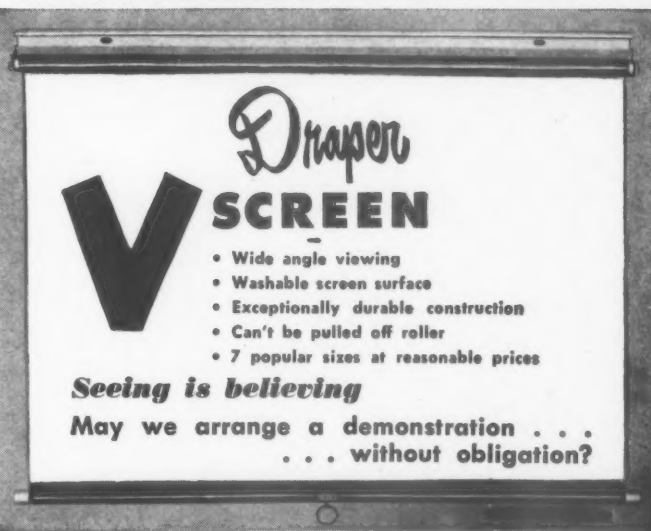 Draper
V SCREEN
• Wide angle viewing
• Washable screen surface
• Exceptionally durable construction
• Can't be pulled off roller
• 7 popular sizes at reasonable prices
Seeing is believing
May we arrange a demonstration . . .
. . . without obligation?